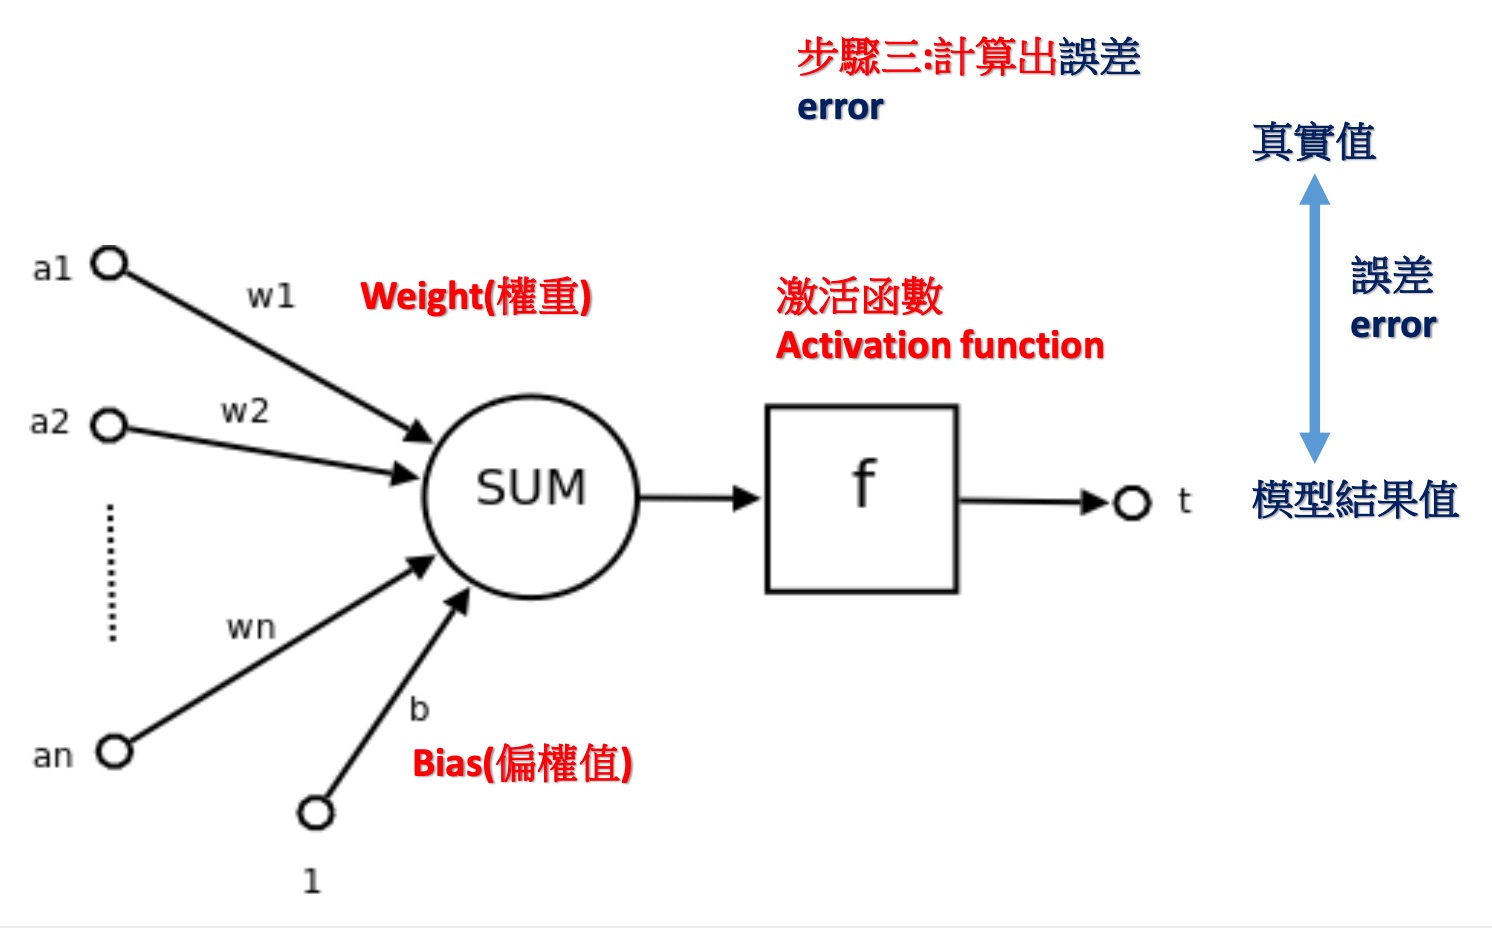 步驟三:計算出誤差
error
真實值
a1
w1
Weight(權重)
激活函數
Activation function
誤差
error
a2
w2
SUM
f
t
模型結果值
wn
an
b
Bias(偏權值)
1